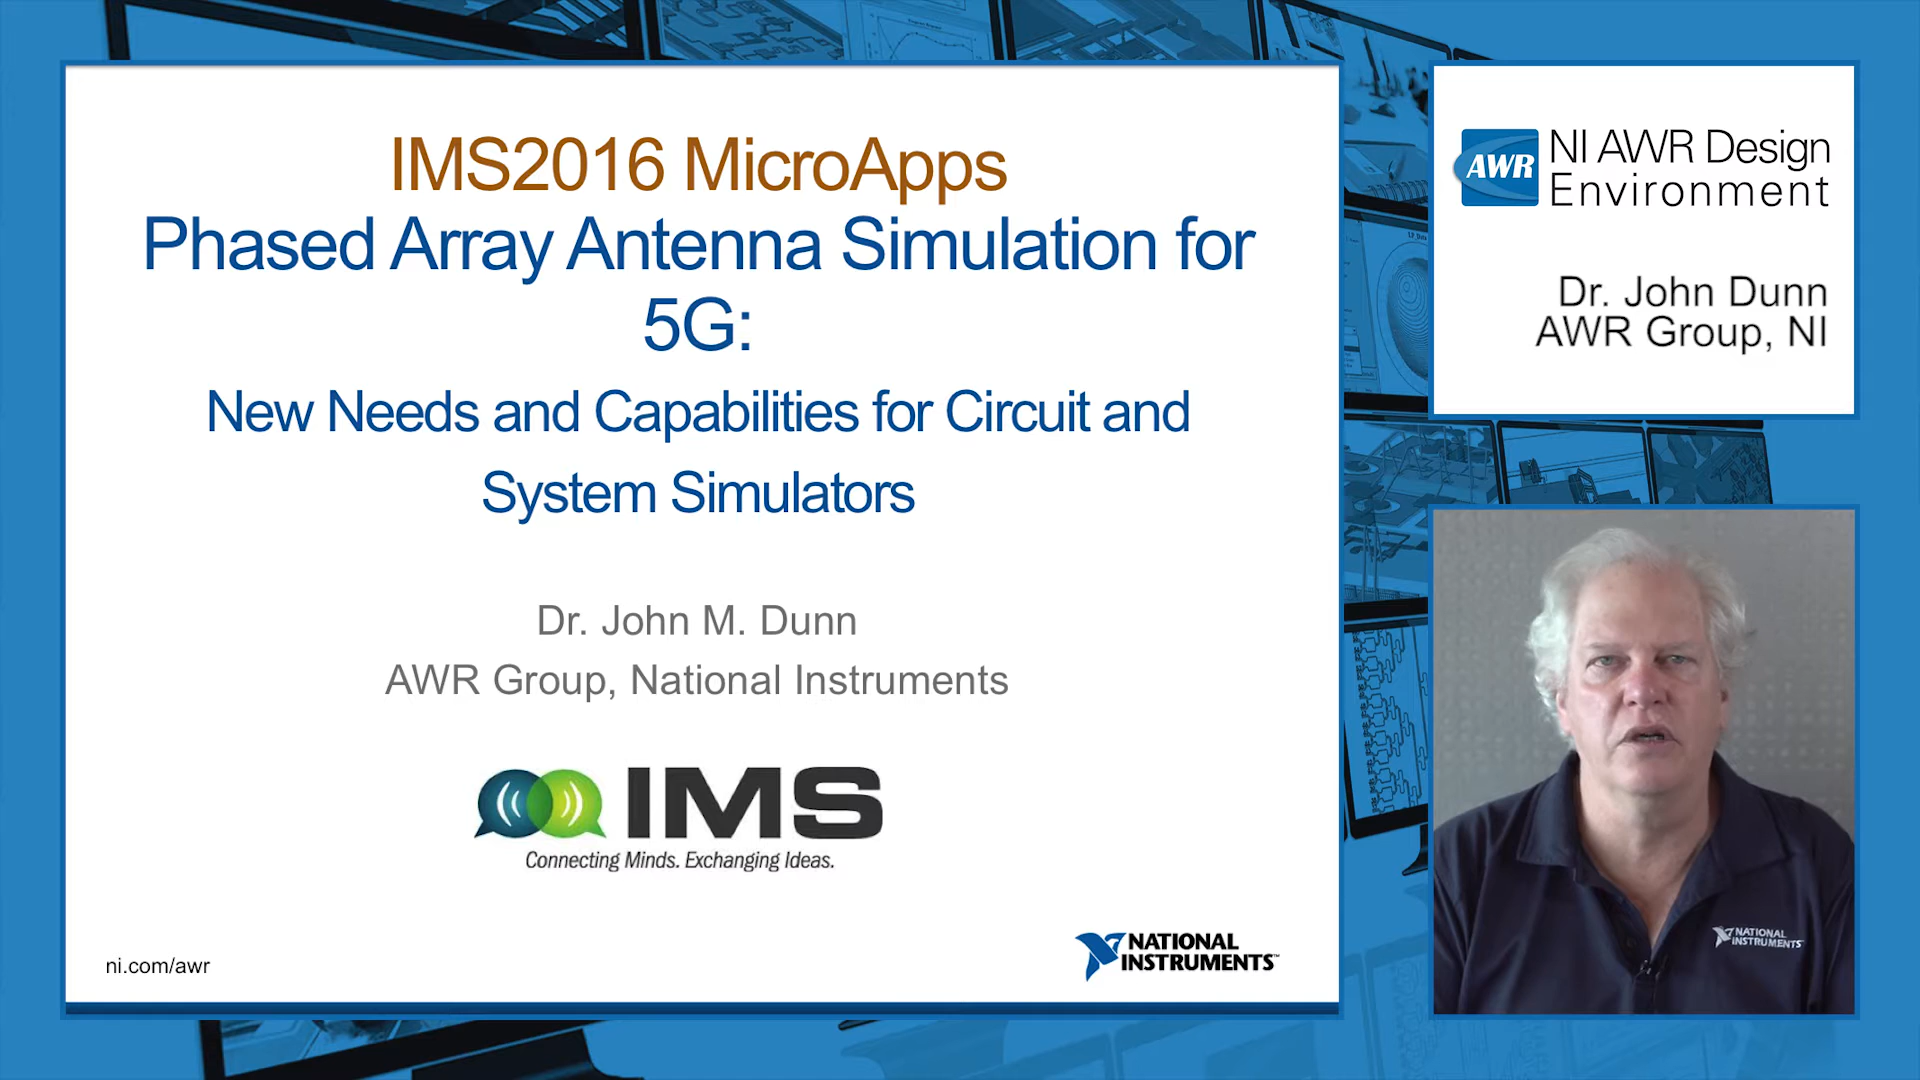 IMS2016 MicroApps
Phased Array Antenna Simulation for
5G:
New Needs and Capabilities for Circuit and
System Simulators
Dr. John M. Dunn
AWR Group, National Instruments
IMS
Connecting Minds. Exchanging Ideas.
ni.com/awr
NATIONAL
INSTRUMENTS™
AWR
NI AWR Design
Environment
Dr. John Dunn
AWR Group, NI
NATIONAL
INSTRUMENTS